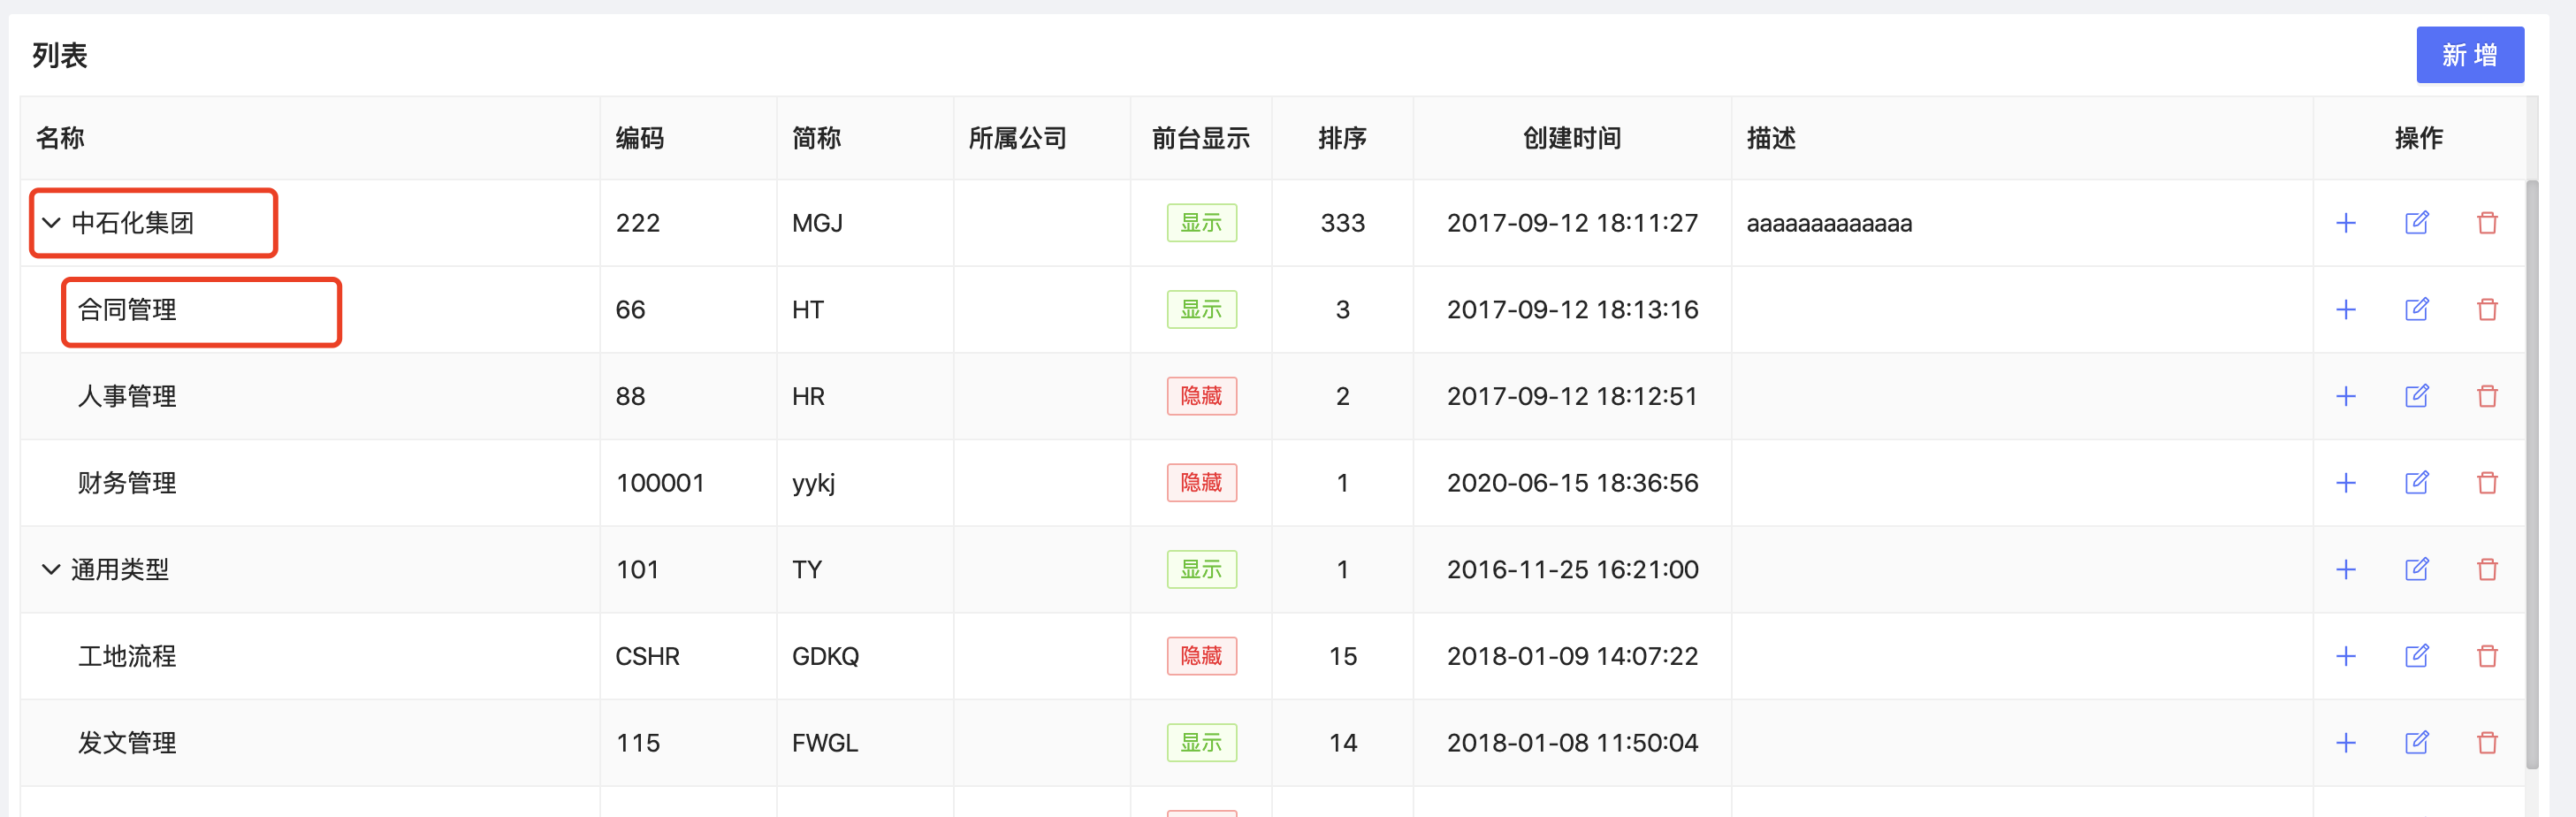 列表
新 增
名称 编码 简称 所属公司 前台显示 排序 创建时间 描述 操作
中石化集团 222 MGJ 显示 333 2017-09-12 18:11:27 aaaaaaaaaaaaa
合同管理 66 HT 显示 3 2017-09-12 18:13:16
人事管理 88 HR 隐藏 2 2017-09-12 18:12:51
财务管理 100001 yykj 隐藏 1 2020-06-15 18:36:56
通用类型 101 TY 显示 1 2016-11-25 16:21:00
工地流程 CSHR GDKQ 隐藏 15 2018-01-09 14:07:22
发文管理 115 FWGL 显示 14 2018-01-08 11:50:04